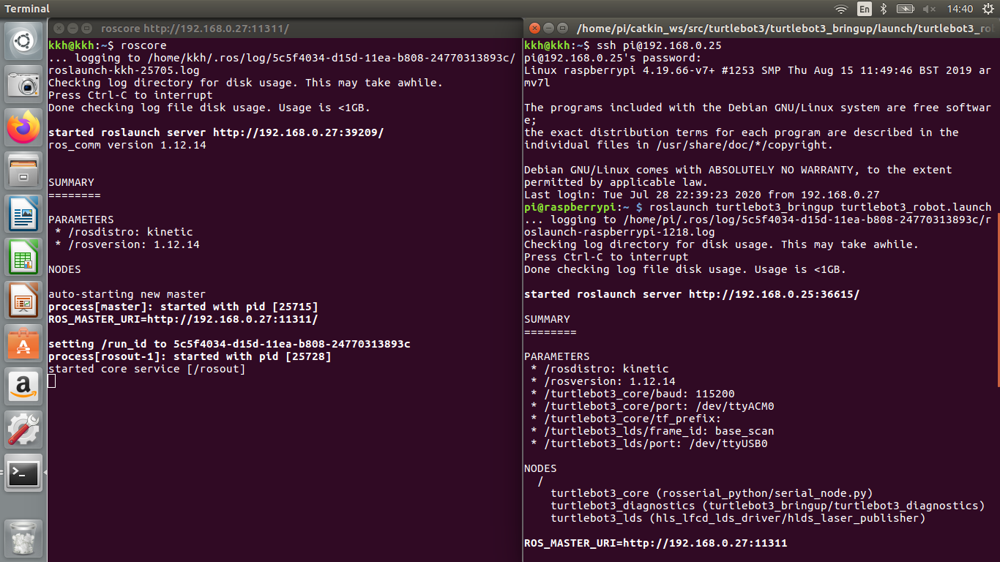 Terminal
En
14:40
roscore http://192.168.0.27:11311/
kkh@kkh:~$ roscore
... logging to /home/kkh/.ros/log/5c5f4034-d15d-11ea-b808-24770313893c/
roslaunch-kkh-25705.log
Checking log directory for disk usage. This may take awhile.
Press Ctrl-C to interrupt
Done checking log file disk usage. Usage is <1GB.
started roslaunch server http://192.168.0.27:39209/
ros_comm version 1.12.14
SUMMARY
========
PARAMETERS
* /rosdistro: kinetic
* /rosversion: 1.12.14
NODES
auto-starting new master
process[master]: started with pid [25715]
ROS_MASTER_URI=http://192.168.0.27:11311/
setting /run_id to 5c5f4034-d15d-11ea-b808-24770313893c
process[rosout-1]: started with pid [25728]
started core service [/rosout]
/home/pi/catkin_ws/src/turtlebot3/turtlebot3_bringup/launch/turtlebot3_ro
kkh@kkh:~$ ssh pi@192.168.0.25
pi@192.168.0.25's password:
Linux raspberrypi 4.19.66-v7+ #1253 SMP Thu Aug 15 11:49:46 BST 2019 ar
mv7l
The programs included with the Debian GNU/Linux system are free softwar
e;
the exact distribution terms for each program are described in the
individual files in /usr/share/doc/*/copyright.
Debian GNU/Linux comes with ABSOLUTELY NO WARRANTY, to the extent
permitted by applicable law.
Last login: Tue Jul 28 22:39:23 2020 from 192.168.0.27
pi@raspberrypi:~ $ roslaunch turtlebot3_bringup turtlebot3_robot.launch
... logging to /home/pi/.ros/log/5c5f4034-d15d-11ea-b808-24770313893c/r
oslaunch-raspberrypi-1218.log
Checking log directory for disk usage. This may take awhile.
Press Ctrl-C to interrupt
Done checking log file disk usage. Usage is <1GB.
started roslaunch server http://192.168.0.25:36615/
SUMMARY
========
PARAMETERS
* /rosdistro: kinetic
* /rosversion: 1.12.14
* /turtlebot3_core/baud: 115200
* /turtlebot3_core/port: /dev/ttyACM0
* /turtlebot3_core/tf_prefix:
* /turtlebot3_lds/frame_id: base_scan
* /turtlebot3_lds/port: /dev/ttyUSB0
NODES
/
turtlebot3_core (rosserial_python/serial_node.py)
turtlebot3_diagnostics (turtlebot3_bringup/turtlebot3_diagnostics)
turtlebot3_lds (hls_lfcd_lds_driver/hlds_laser_publisher)
ROS_MASTER_URI=http://192.168.0.27:11311